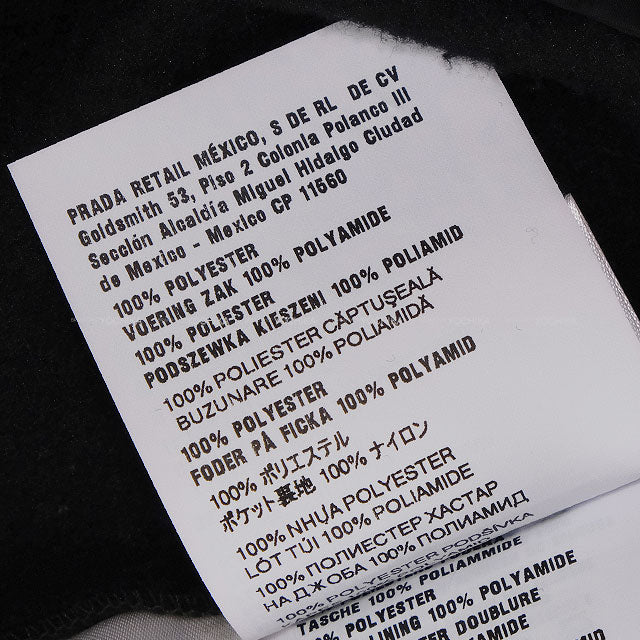 PRADA RETAIL MÉXICO, S DE RL DE CV
Goldsmith 53, Piso 2 Colonia Polanco III
Sección Alcaldía Miguel Hidalgo Ciudad
de Mexico - Mexico CP 11560
100% POLYESTER
VOERING ZAK 100% POLYAMIDE
100% POLIESTER
PODSZEWKA KIESZENI 100% POLIAMID
100% POLIESTER CĂPTUȘEALĂ
BUZUNARE 100% POLIAMIDĂ
100% POLYESTER
FODER PÅ FICKA 100% POLYAMID
100% ポリエステル
ポケット裏地 100% ナイロン
100% NHỰA POLYESTER
LÓT TÚI 100% POLIAMIDE
100% ПОЛИЕСТЕР ХАСТАР
НА ДЖОБА 100% ПОЛИАМИД
100% POLYESTER PODŠÍVKA
TASCHE 100% POLIAMMIDE
100% POLYESTER
LINING 100% POLYAMIDE
DOUBLURE